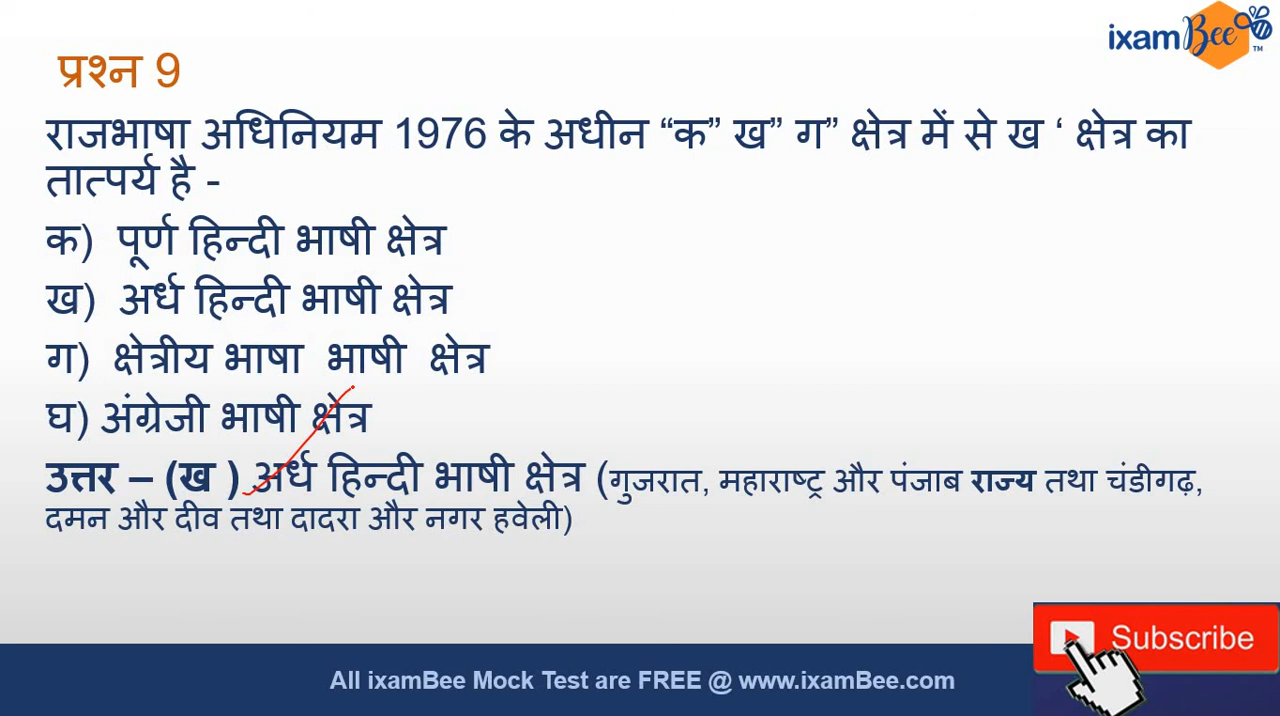 ixamBee
TM
प्रश्न 9
राजभाषा अधिनियम 1976 के अधीन “क” ख” ग” क्षेत्र में से ख ‘ क्षेत्र का
तात्पर्य है -
क) पूर्ण हिन्दी भाषी क्षेत्र
ख) अर्ध हिन्दी भाषी क्षेत्र
ग) क्षेत्रीय भाषा भाषी क्षेत्र
घ) अंग्रेजी भाषी क्षेत्र
उत्तर – (ख ) अर्ध हिन्दी भाषी क्षेत्र (गुजरात, महाराष्ट्र और पंजाब राज्य तथा चंडीगढ़,
दमन और दीव तथा दादरा और नगर हवेली)
Subscribe
All ixamBee Mock Test are FREE @ www.ixamBee.com